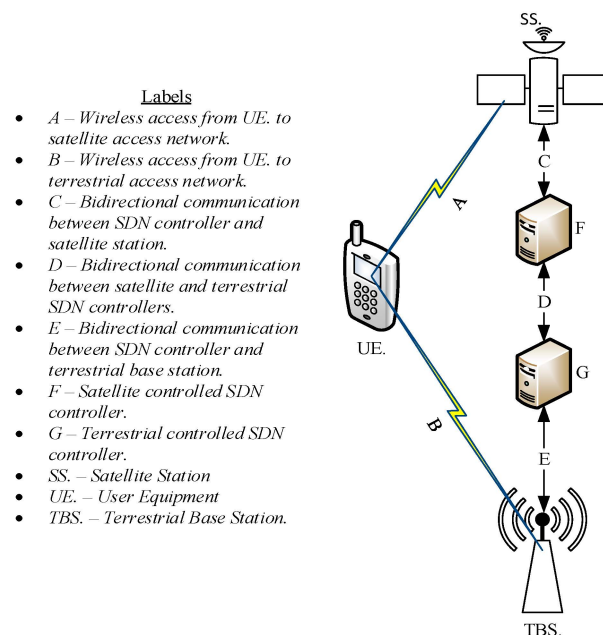 Labels
• A – Wireless access from UE. to
satellite access network.
• B – Wireless access from UE. to
terrestrial access network.
• C – Bidirectional communication
between SDN controller and
satellite station.
• D – Bidirectional communication
between satellite and terrestrial
SDN controllers.
• E – Bidirectional communication
between SDN controller and
terrestrial base station.
• F – Satellite controlled SDN
controller.
• G – Terrestrial controlled SDN
controller.
• SS. – Satellite Station
• UE. – User Equipment
• TBS. – Terrestrial Base Station.
SS.
C
A
F
D
UE.
G
B
E
TBS.